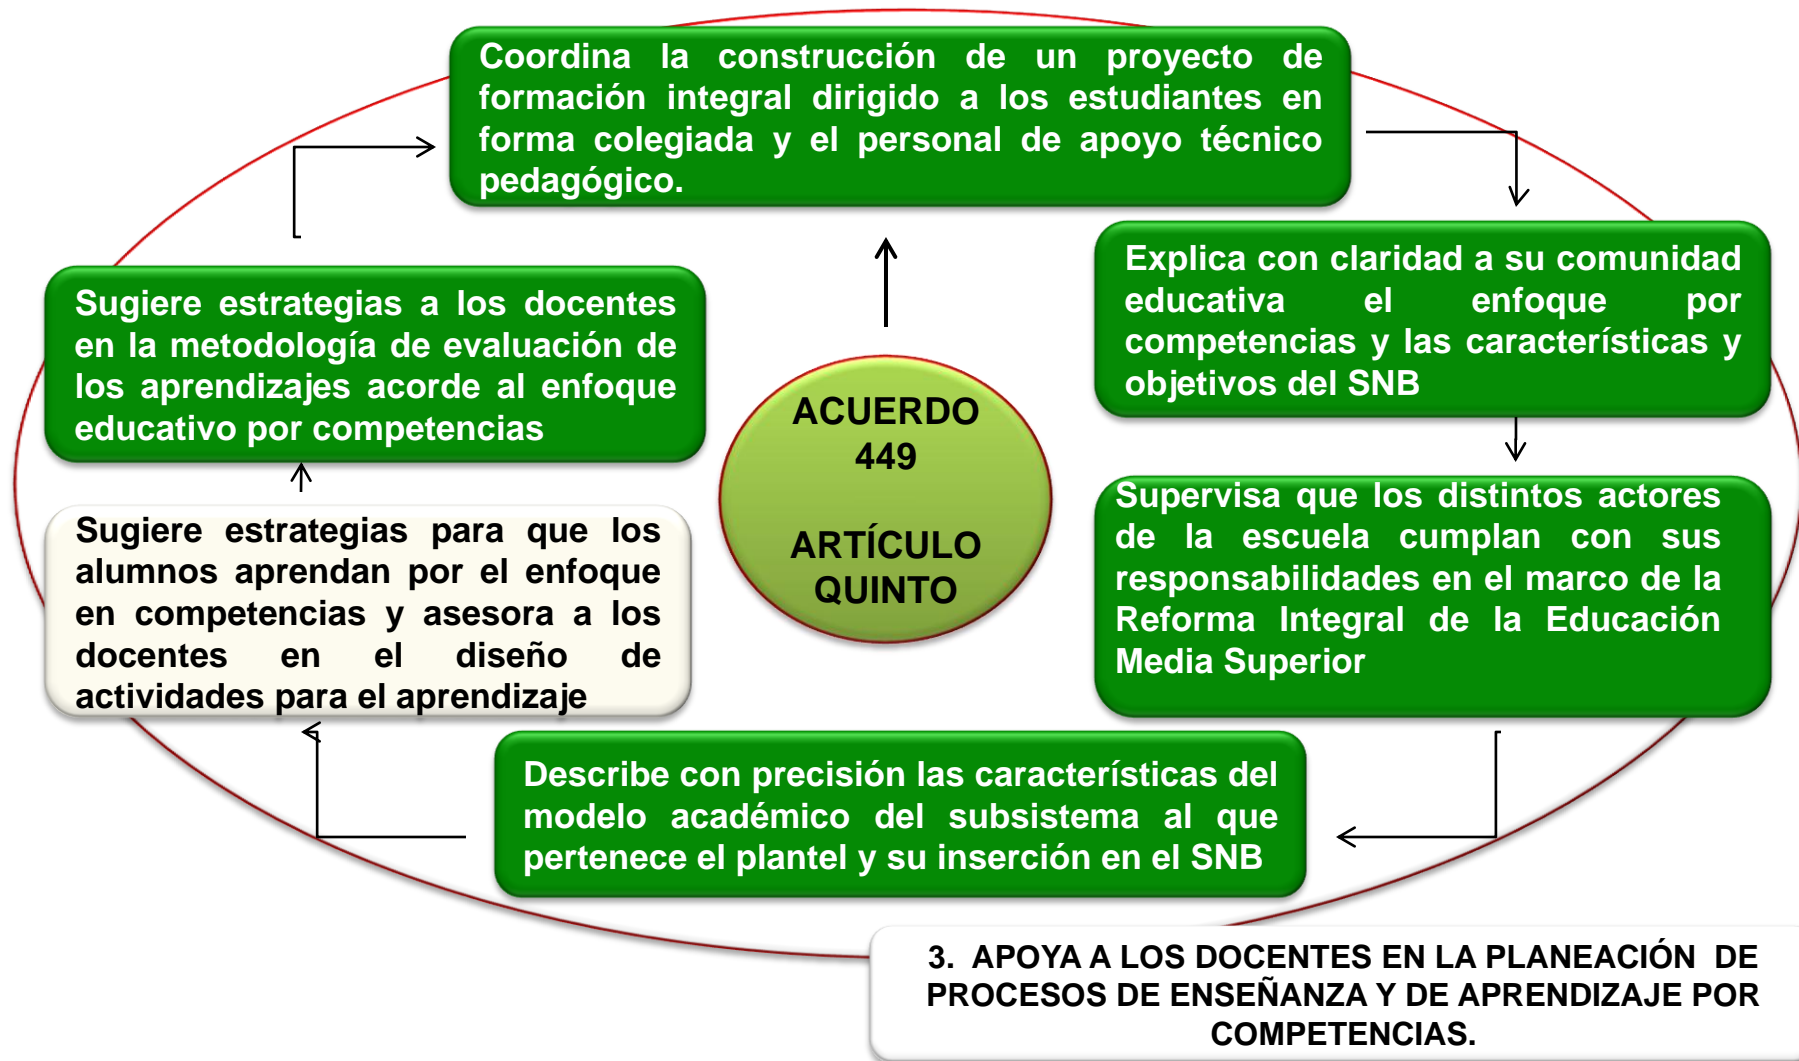 Coordina la construcción de un proyecto de
formación integral dirigido a los estudiantes en
forma colegiada y el personal de apoyo técnico
pedagógico.
Explica con claridad a su comunidad
educativa el enfoque por
competencias y las características y
objetivos del SNB
Supervisa que los distintos actores
de la escuela cumplan con sus
responsabilidades en el marco de la
Reforma Integral de la Educación
Media Superior
Describe con precisión las características del
modelo académico del subsistema al que
pertenece el plantel y su inserción en el SNB
Sugiere estrategias para que los
alumnos aprendan por el enfoque
en competencias y asesora a los
docentes en el diseño de
actividades para el aprendizaje
Sugiere estrategias a los docentes
en la metodología de evaluación de
los aprendizajes acorde al enfoque
educativo por competencias
ACUERDO
449
ARTÍCULO
QUINTO
3. APOYA A LOS DOCENTES EN LA PLANEACIÓN DE
PROCESOS DE ENSEÑANZA Y DE APRENDIZAJE POR
COMPETENCIAS.